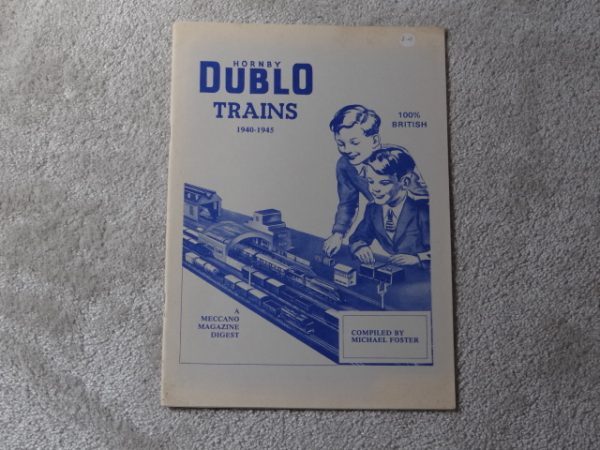 HORNBY
DUBLO
TRAINS
1940-1945
100%
BRITISH
A
MECCANO
MAGAZINE
DIGEST
COMPILED BY
MICHAEL FOSTER